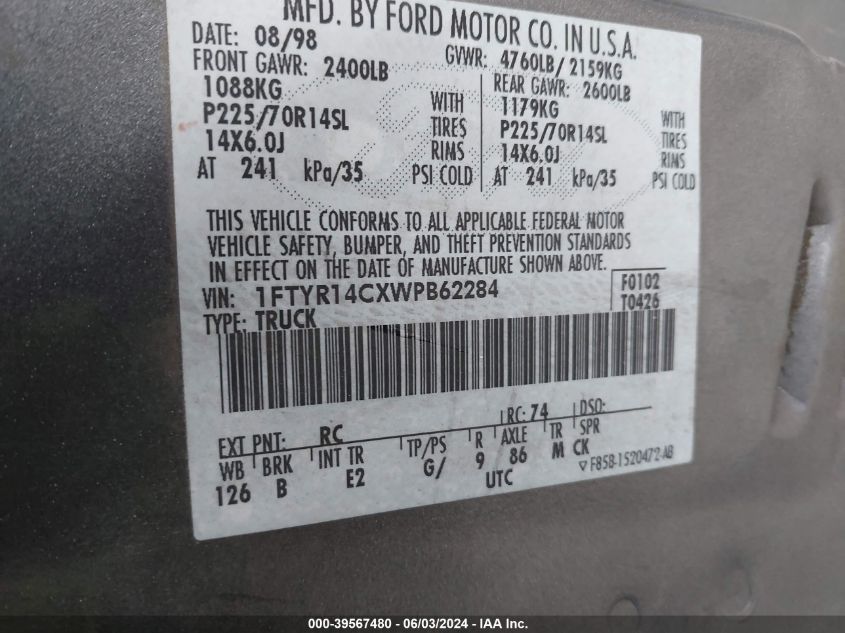 MFD. BY FORD MOTOR CO. IN U.S.A.
DATE: 08/98 GVWR: 4760LB/ 2159KG
FRONT GAWR: 2400LB REAR GAWR: 2600LB
1088KG WITH 1179KG WITH
P225/70R14SL TIRES P225/70R14SL TIRES
14X6.0J RIMS 14X6.0J RIMS
AT 241 kPa/35 PSI COLD AT 241 kPa/35 PSI COLD
THIS VEHICLE CONFORMS TO ALL APPLICABLE FEDERAL MOTOR
VEHICLE SAFETY, BUMPER, AND THEFT PREVENTION STANDARDS
IN EFFECT ON THE DATE OF MANUFACTURE SHOWN ABOVE.
VIN: 1FTYR14CXWPB62284 F0102
TYPE: TRUCK T0426
EXT PNT: RC RC: 74 DSO:
WB BRK INT TR TP/PS R AXLE TR SPR
126 B E2 G/ 9 86 M CK
UTC ▽ F85B-1520472-AB
000-39567480 - 06/03/2024 - IAA Inc.